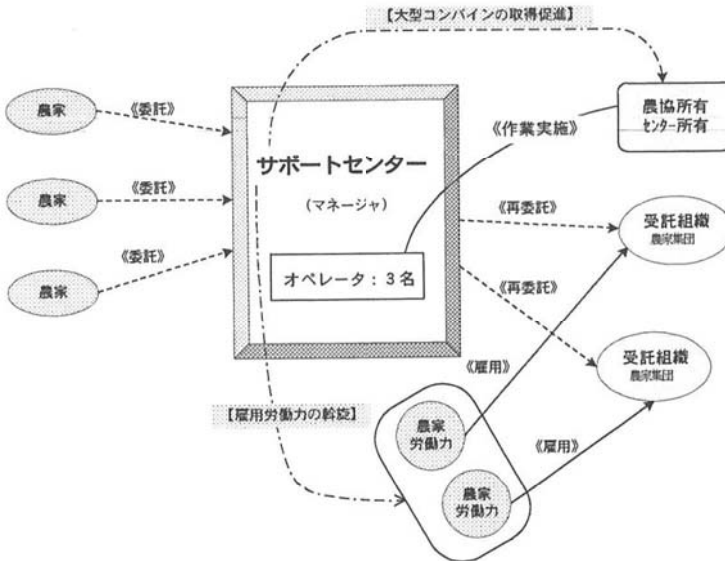 【大型コンバインの取得促進】
農家
《委託》
農協所有
センター所有
《作業実施》
サポートセンター
(マネージャ)
農家
《委託》
《再委託》
受託組織
農家集団
農家
《委託》
オペレータ:3名
《再委託》
受託組織
農家集団
《雇用》
【雇用労働力の斡旋】
農家
労働力
《雇用》
農家
労働力